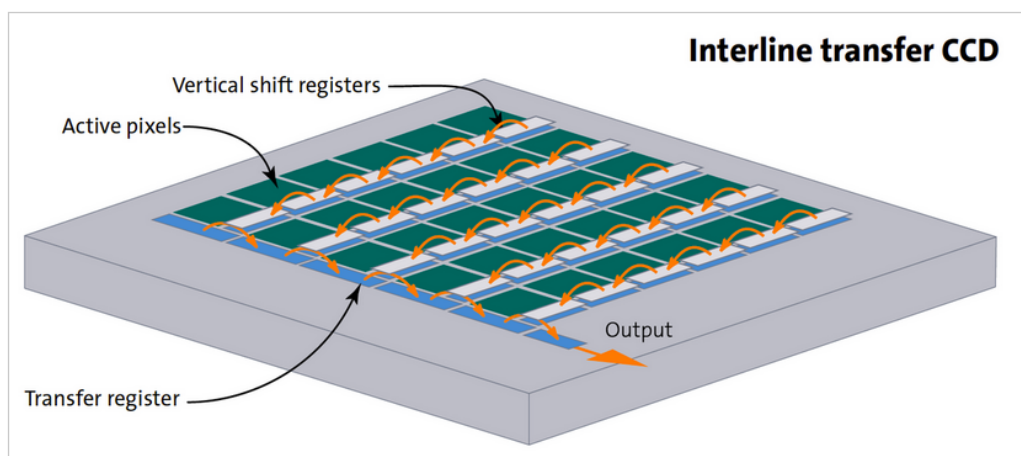 Interline transfer CCD
Vertical shift registers
Active pixels
Output
Transfer register